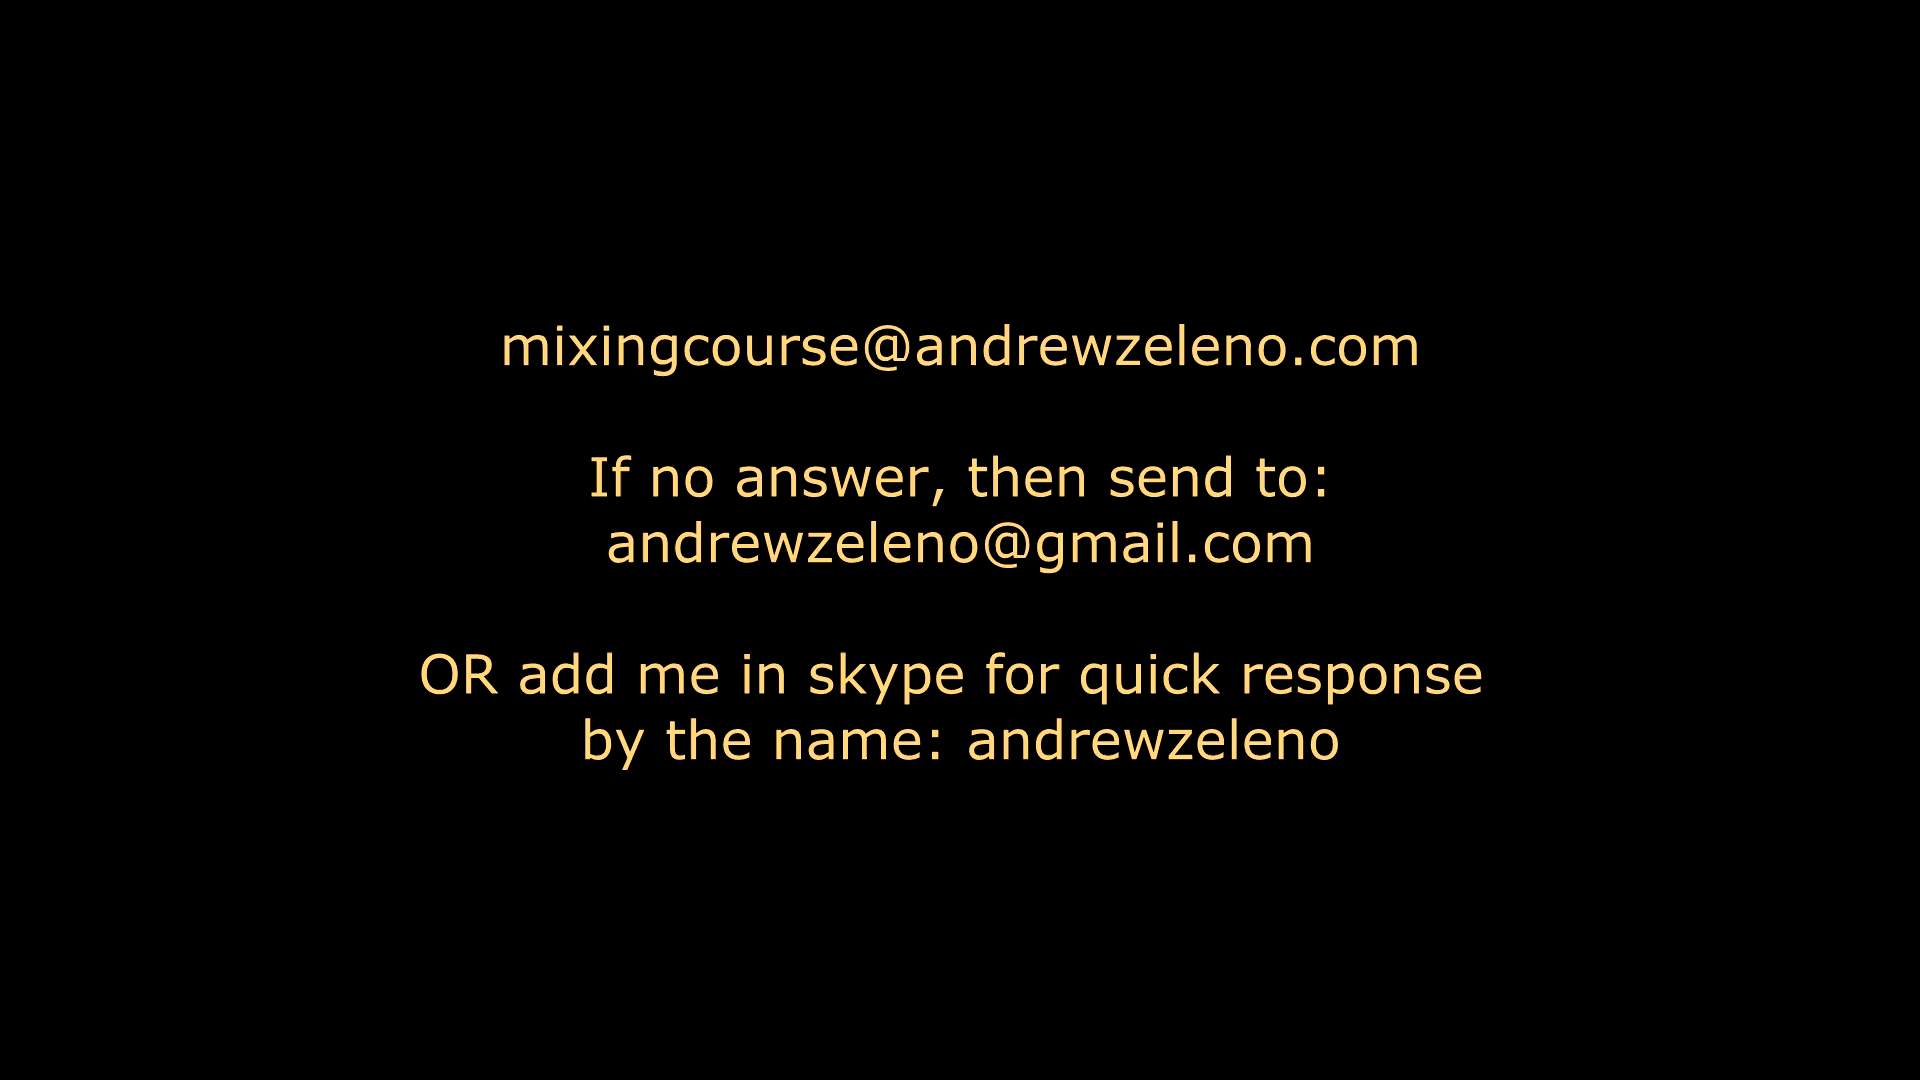 mixingcourse@andrewzeleno.com
If no answer, then send to:
andrewzeleno@gmail.com
OR add me in skype for quick response
by the name: andrewzeleno